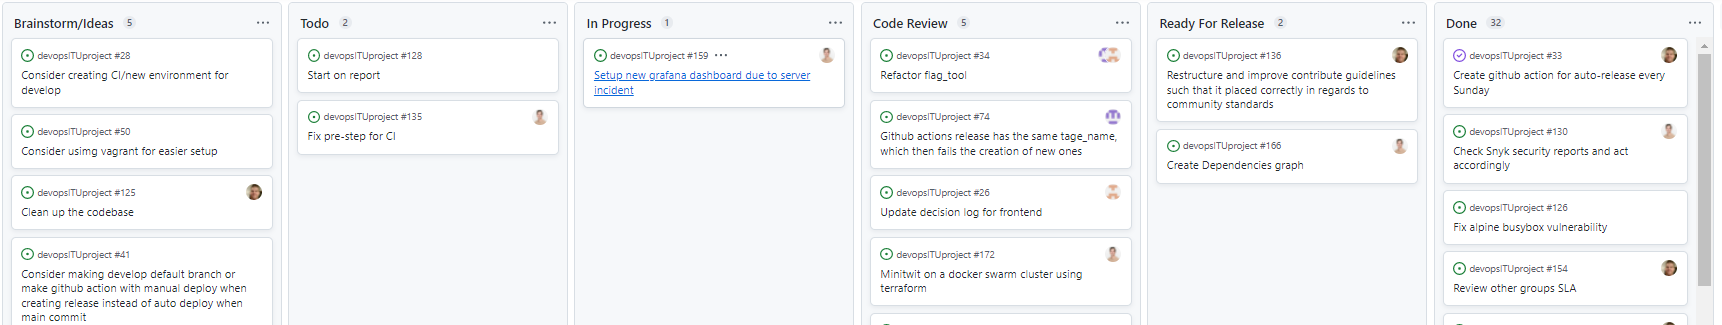 Brainstorm/Ideas 5 ...
devopsITUproject #28
Consider creating CI/new environment for
develop
devopsITUproject #50
Consider usimg vagrant for easier setup
devopsITUproject #125
Clean up the codebase
devopsITUproject #41
Consider making develop default branch or
make github action with manual deploy when
creating release instead of auto deploy when
main commit
Todo 2 ...
devopsITUproject #128
Start on report
devopsITUproject #135
Fix pre-step for CI
In Progress 1 ...
devopsITUproject #159 ...
Setup new grafana dashboard due to server
incident
Code Review 5 ...
devopsITUproject #34
Refactor flag_tool
devopsITUproject #74
Github actions release has the same tage_name,
which then fails the creation of new ones
devopsITUproject #26
Update decision log for frontend
devopsITUproject #172
Minitwit on a docker swarm cluster using
terraform
Ready For Release 2 ...
devopsITUproject #136
Restructure and improve contribute guidelines
such that it placed correctly in regards to
community standards
devopsITUproject #166
Create Dependencies graph
Done 32 ...
devopsITUproject #33
Create github action for auto-release every
Sunday
devopsITUproject #130
Check Snyk security reports and act
accordingly
devopsITUproject #126
Fix alpine busybox vulnerability
devopsITUproject #154
Review other groups SLA